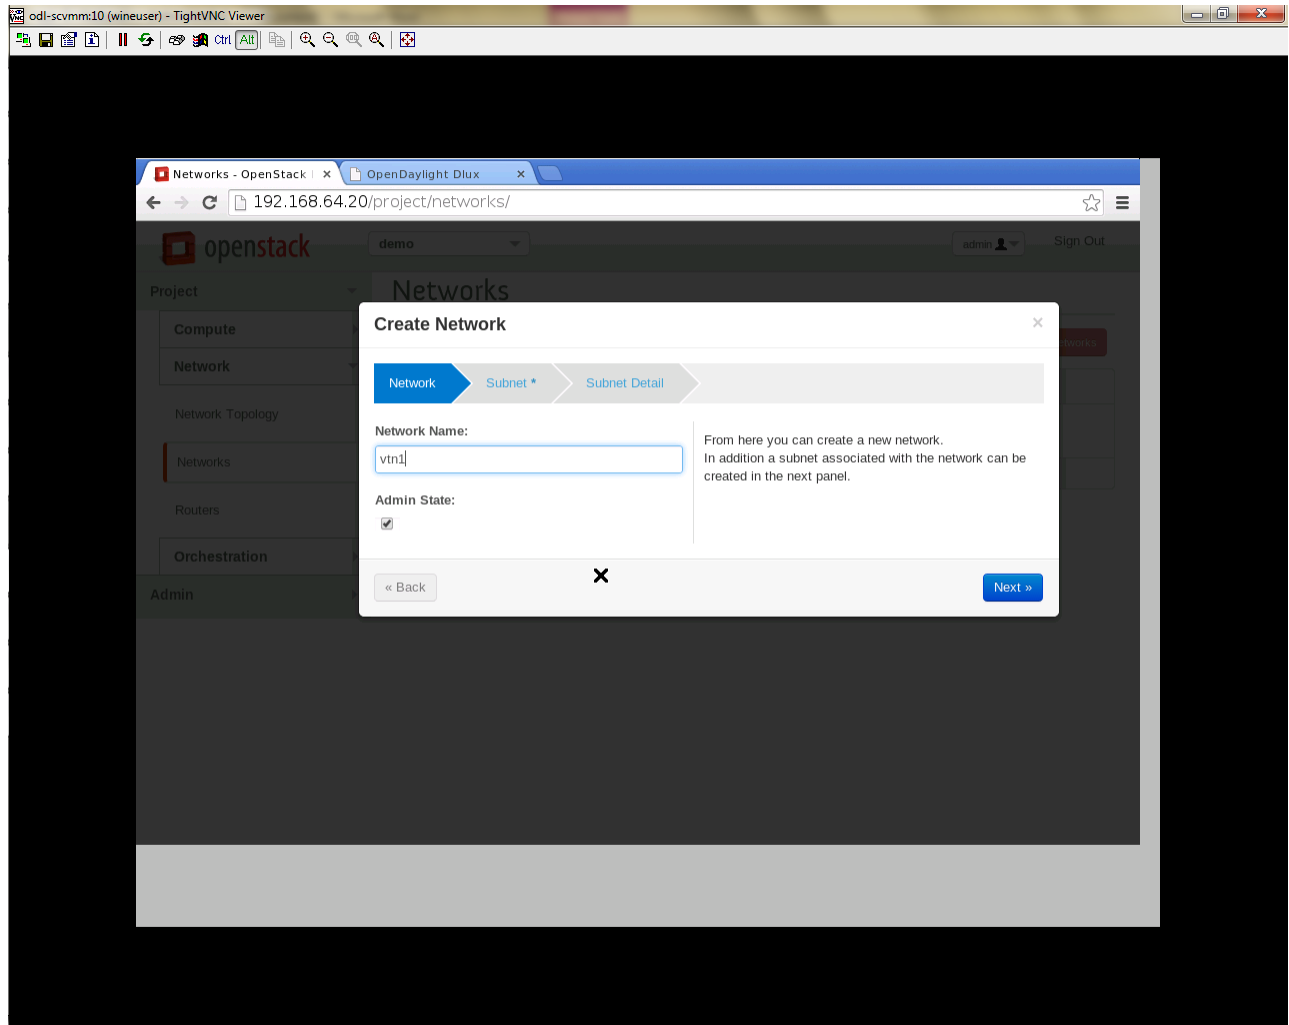 odl-scvmm:10 (wineuser) - TightVNC Viewer
Ctrl Alt
Networks - OpenStack
OpenDaylight Dlux
192.168.64.20/project/networks/
openstack
demo
admin
Sign Out
Project
Networks
Compute
Network
Network Topology
Networks
Routers
Orchestration
Admin
Create Network
×
Network
Subnet *
Subnet Detail
Network Name:
vtn1
Admin State:
From here you can create a new network.
In addition a subnet associated with the network can be
created in the next panel.
« Back
Next »